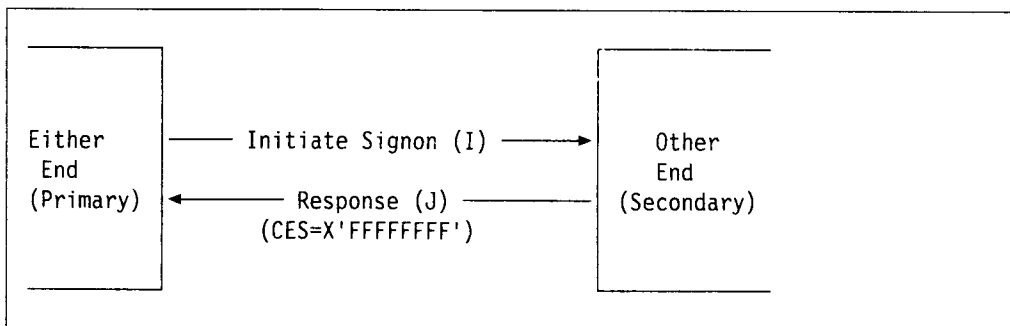 Either
End
(Primary)
Initiate Signon (I)
Response (J)
(CES=X'FFFFFFFF')
Other
End
(Secondary)